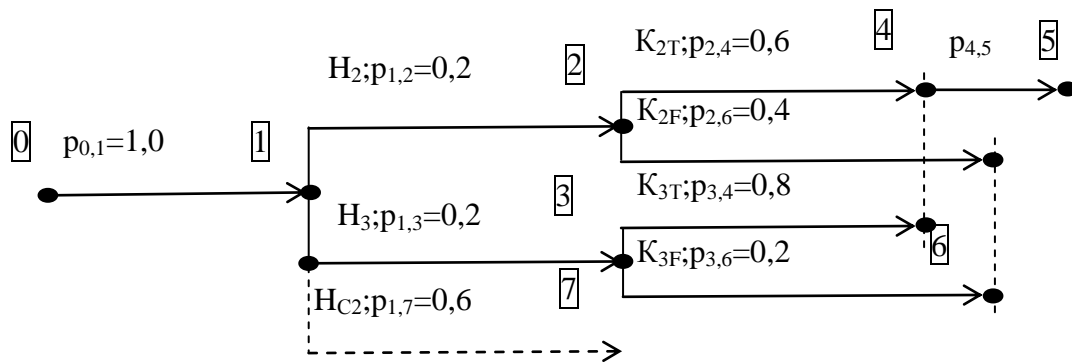 K₂T;p₂,₄=0,6
4
p₄,₅
5
H₂;p₁,₂=0,2
2
0
p₀,₁=1,0
1
K₂F;p₂,₆=0,4
K₃T;p₃,₄=0,8
H₃;p₁,₃=0,2
3
K₃F;p₃,₆=0,2
6
H_C2;p₁,₇=0,6
7